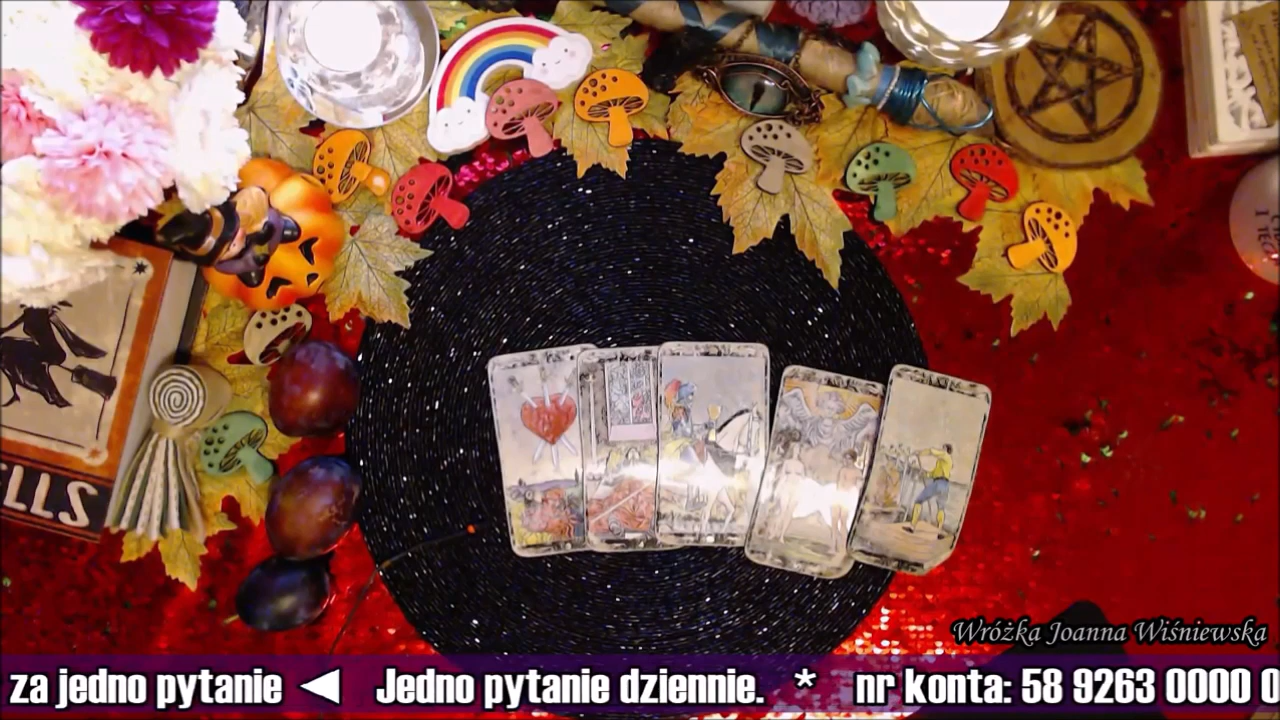 ELLS
Wróżka Joanna Wiśniewska
za jedno pytanie ◄ Jedno pytanie dziennie. * nr konta: 58 9263 0000 0